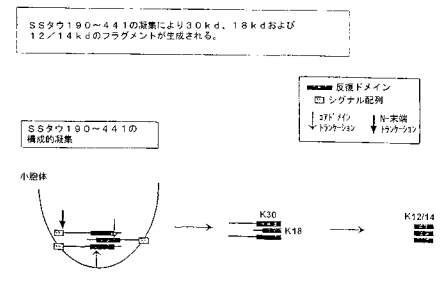 SSタウ190～441の凝集により30kd、18kdおよび
12／14kdのフラグメントが生成される。
反復ドメイン
シグナル配列
コアドメイン
トランケーション
N-末端
トランケーション
SSタウ190～441の
構成的凝集
小胞体
K30
K18
K12/14